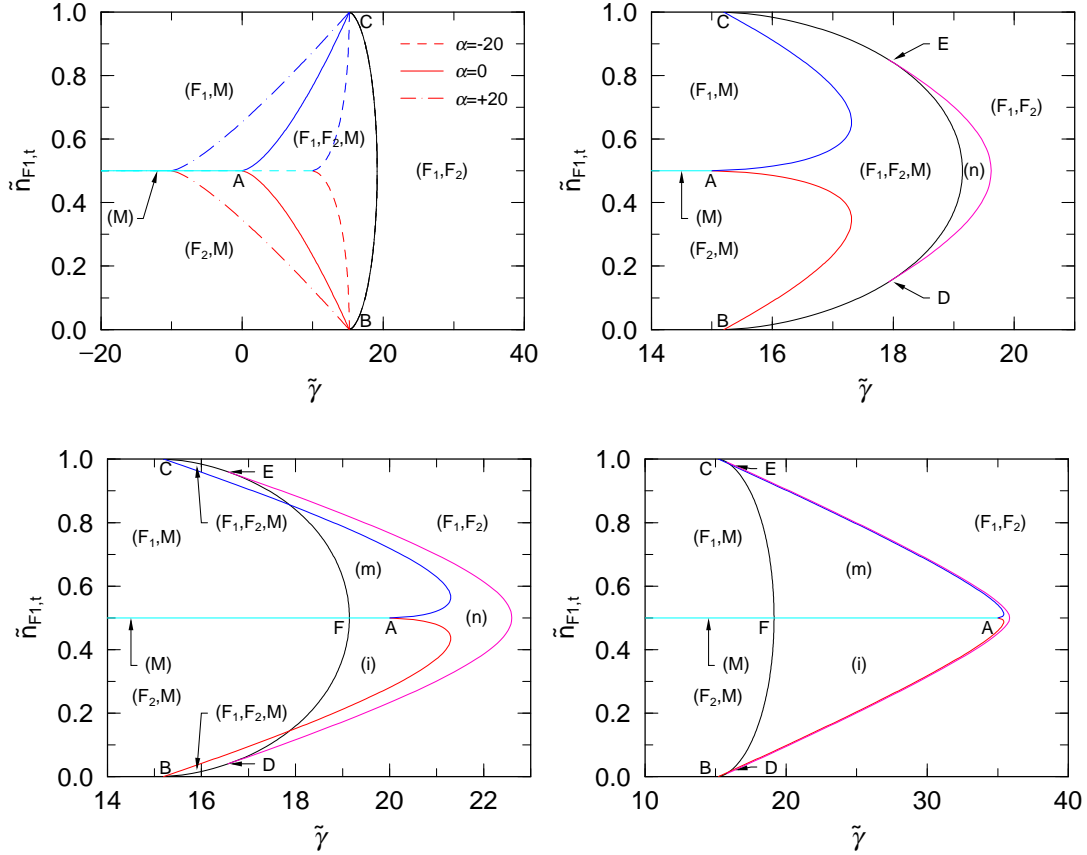 1.0
0.8
0.6
0.4
0.2
0.0
ñF1,t
−20
0
20
40
γ̃
C
(F1,M)
(F1,F2,M)
(F1,F2)
A
(M)
(F2,M)
B
α=-20
α=0
α=+20
1.0
0.8
0.6
0.4
0.2
0.0
ñF1,t
14
16
18
20
γ̃
C
E
(F1,M)
(F1,F2)
(F1,F2,M)
(n)
A
(M)
(F2,M)
D
B
1.0
0.8
0.6
0.4
0.2
0.0
ñF1,t
14
16
18
20
22
γ̃
C
E
(F1,M)
(F1,F2,M)
(F1,F2)
(m)
(n)
F
A
(M)
(i)
(F2,M)
(F1,F2,M)
B
D
1.0
0.8
0.6
0.4
0.2
0.0
ñF1,t
10
20
30
40
γ̃
C
E
(F1,M)
(F1,F2)
(m)
F
A
(M)
(i)
(F2,M)
B
D